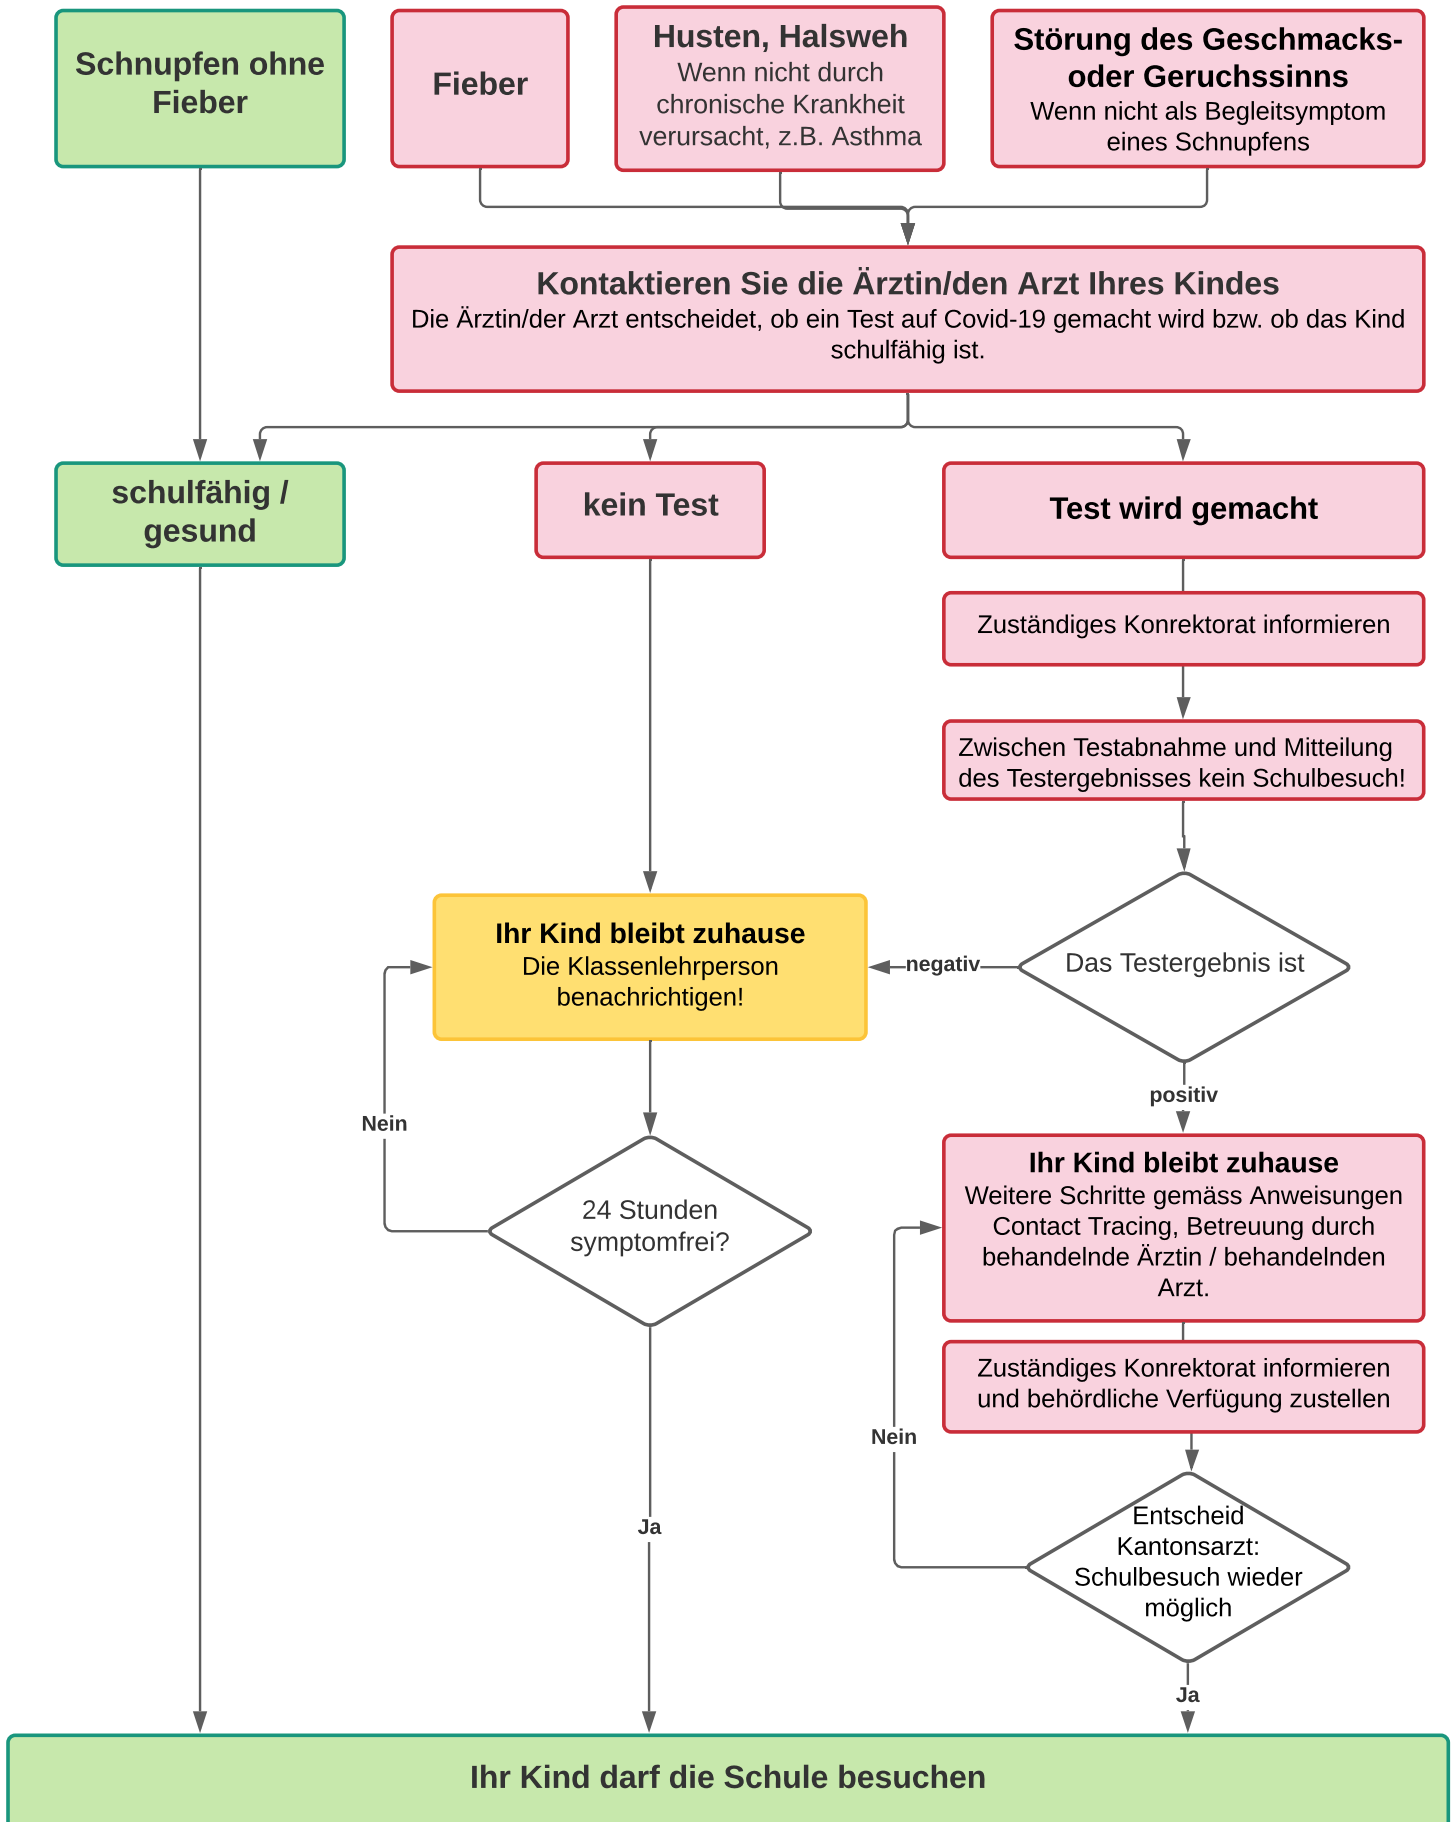 Schnupfen ohne
Fieber
Fieber
Husten, Halsweh
Wenn nicht durch
chronische Krankheit
verursacht, z.B. Asthma
Störung des Geschmacks-
oder Geruchssinns
Wenn nicht als Begleitsymptom
eines Schnupfens
Kontaktieren Sie die Ärztin/den Arzt Ihres Kindes
Die Ärztin/der Arzt entscheidet, ob ein Test auf Covid-19 gemacht wird bzw. ob das Kind
schulfähig ist.
schulfähig /
gesund
kein Test
Test wird gemacht
Zuständiges Konrektorat informieren
Zwischen Testabnahme und Mitteilung
des Testergebnisses kein Schulbesuch!
Ihr Kind bleibt zuhause
Die Klassenlehrperson
benachrichtigen!
negativ
Das Testergebnis ist
positiv
Nein
24 Stunden
symptomfrei?
Ihr Kind bleibt zuhause
Weitere Schritte gemäss Anweisungen
Contact Tracing, Betreuung durch
behandelnde Ärztin / behandelnden
Arzt.
Zuständiges Konrektorat informieren
und behördliche Verfügung zustellen
Nein
Ja
Entscheid
Kantonsarzt:
Schulbesuch wieder
möglich
Ja
Ihr Kind darf die Schule besuchen